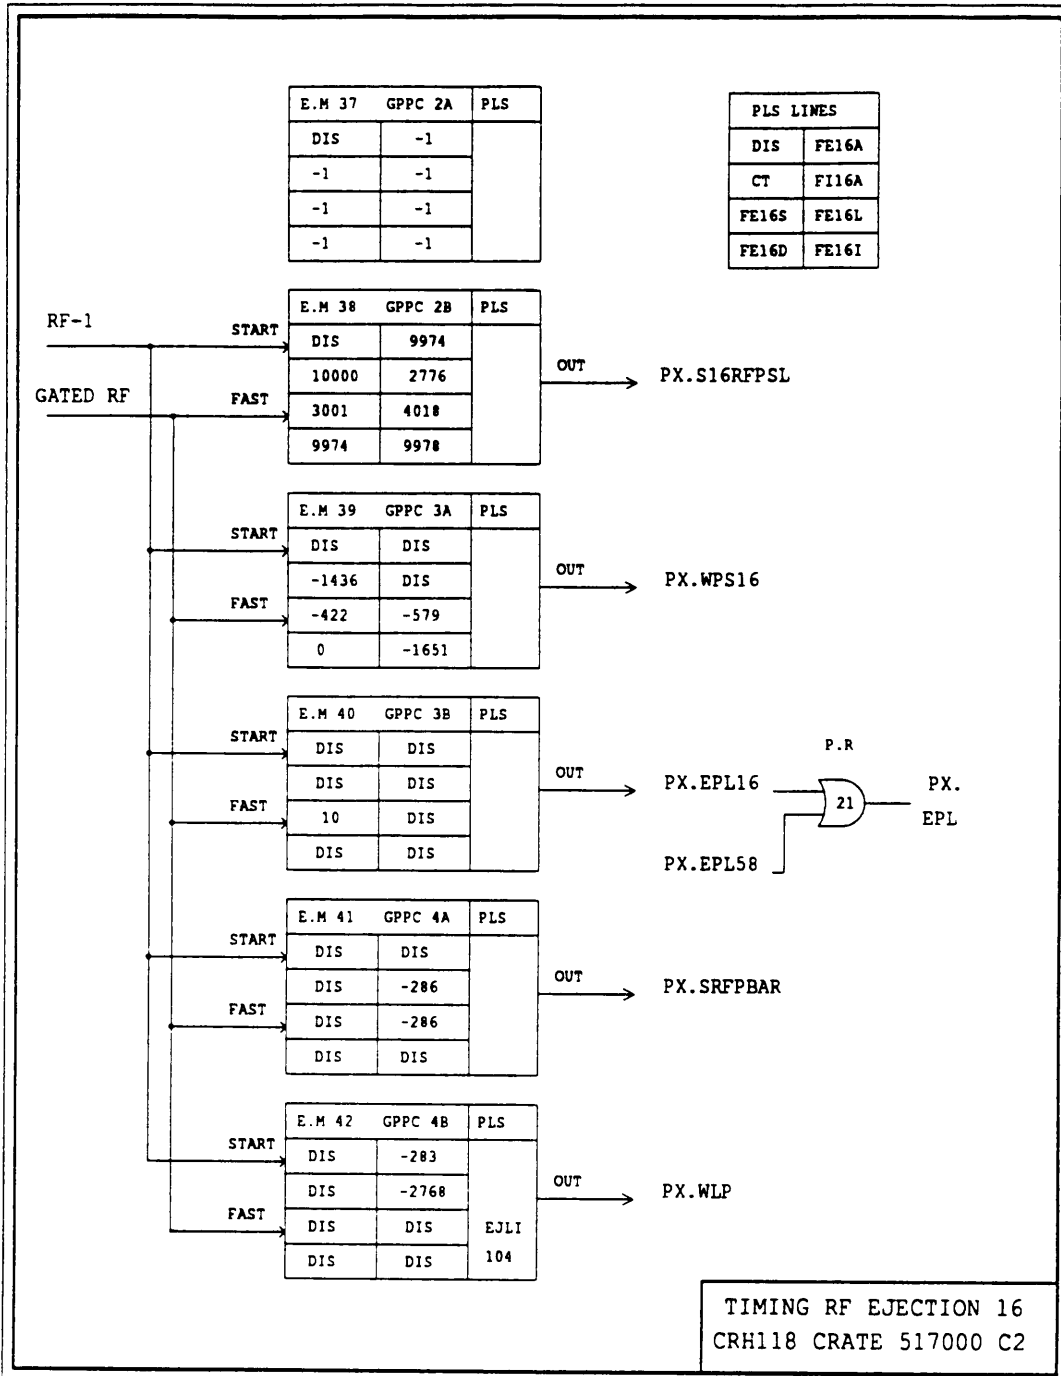 E.M 37 GPPC 2A PLS
DIS -1
-1 -1
-1 -1
-1 -1
PLS LINES
DIS FE16A
CT FI16A
FE16S FE16L
FE16D FE16I
RF-1
GATED RF
START
FAST
E.M 38 GPPC 2B PLS
DIS 9974
10000 2776
3001 4018
9974 9978
OUT
PX.S16RFPSL
START
FAST
E.M 39 GPPC 3A PLS
DIS DIS
-1436 DIS
-422 -579
0 -1651
OUT
PX.WPS16
START
FAST
E.M 40 GPPC 3B PLS
DIS DIS
DIS DIS
10 DIS
DIS DIS
OUT
PX.EPL16
PX.EPL58
P.R
21
PX.
EPL
START
FAST
E.M 41 GPPC 4A PLS
DIS DIS
DIS -286
DIS -286
DIS DIS
OUT
PX.SRFPBAR
START
FAST
E.M 42 GPPC 4B PLS
DIS -283
DIS -2768
DIS DIS EJLI
DIS DIS 104
OUT
PX.WLP
TIMING RF EJECTION 16
CRH118 CRATE 517000 C2